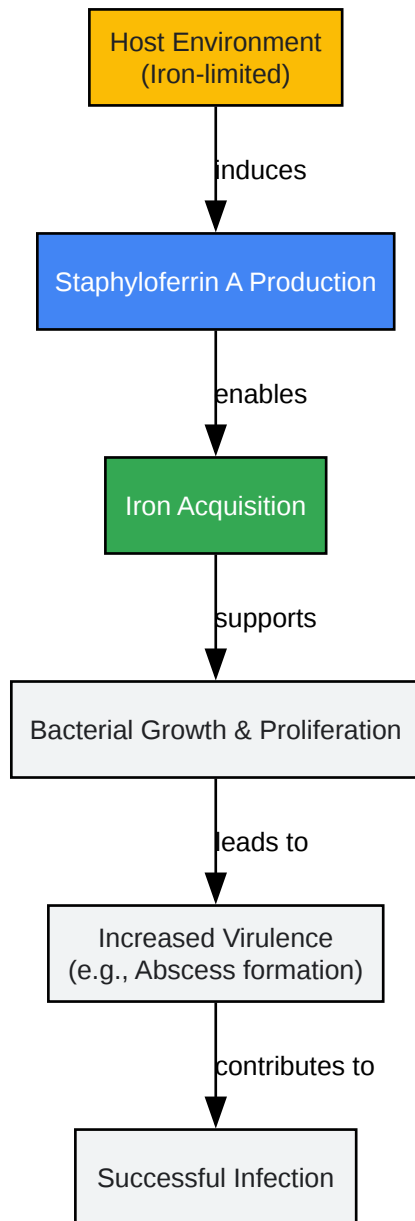 Host Environment
(Iron-limited)
induces
Staphyloferrin A Production
enables
Iron Acquisition
supports
Bacterial Growth & Proliferation
leads to
Increased Virulence
(e.g., Abscess formation)
contributes to
Successful Infection